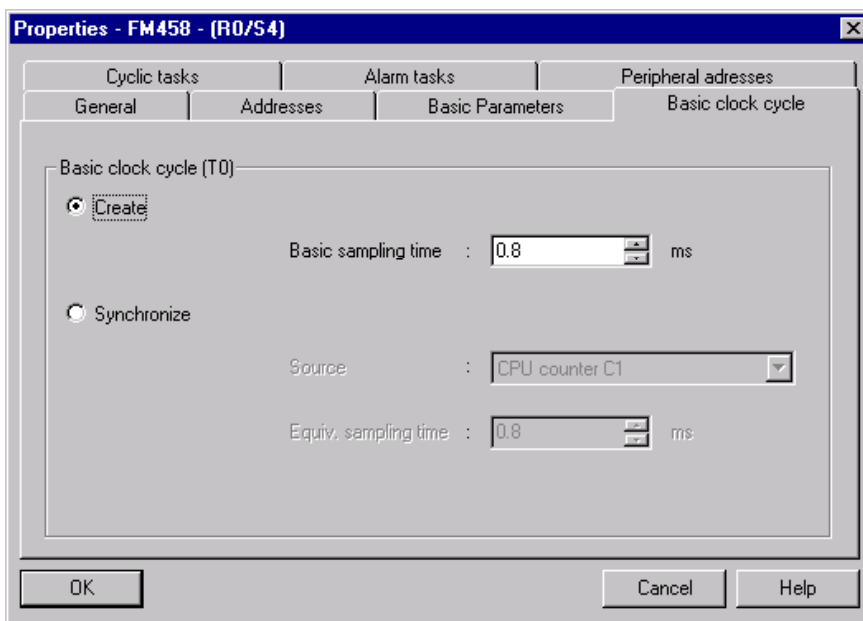 Properties - FM458 - (R0/S4)
Cyclic tasks Alarm tasks Peripheral adresses
General Addresses Basic Parameters Basic clock cycle
Basic clock cycle (T0)
Create
Basic sampling time : 0.8 ms
Synchronize
Source : CPU counter C1
Equiv. sampling time : 0.8 ms
OK Cancel Help